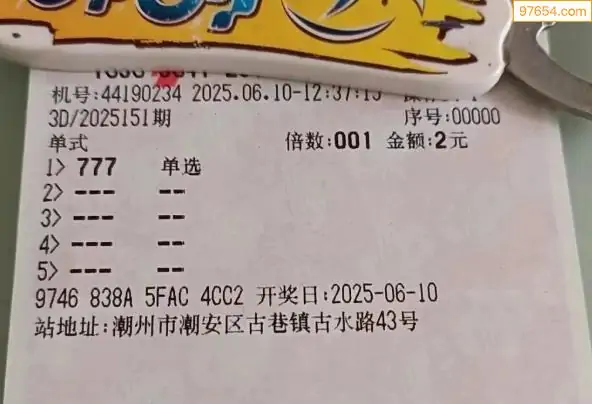 97654.com
机号:44190234 2025.06.10-12:37:15
3D/2025151期 序号:00000
单式 倍数:001 金额:2元
1> 777 单选
2> --- --
3> --- --
4> --- --
5> --- --
9746 838A 5FAC 4CC2 开奖日:2025-06-10
站地址:潮州市潮安区古巷镇古水路43号